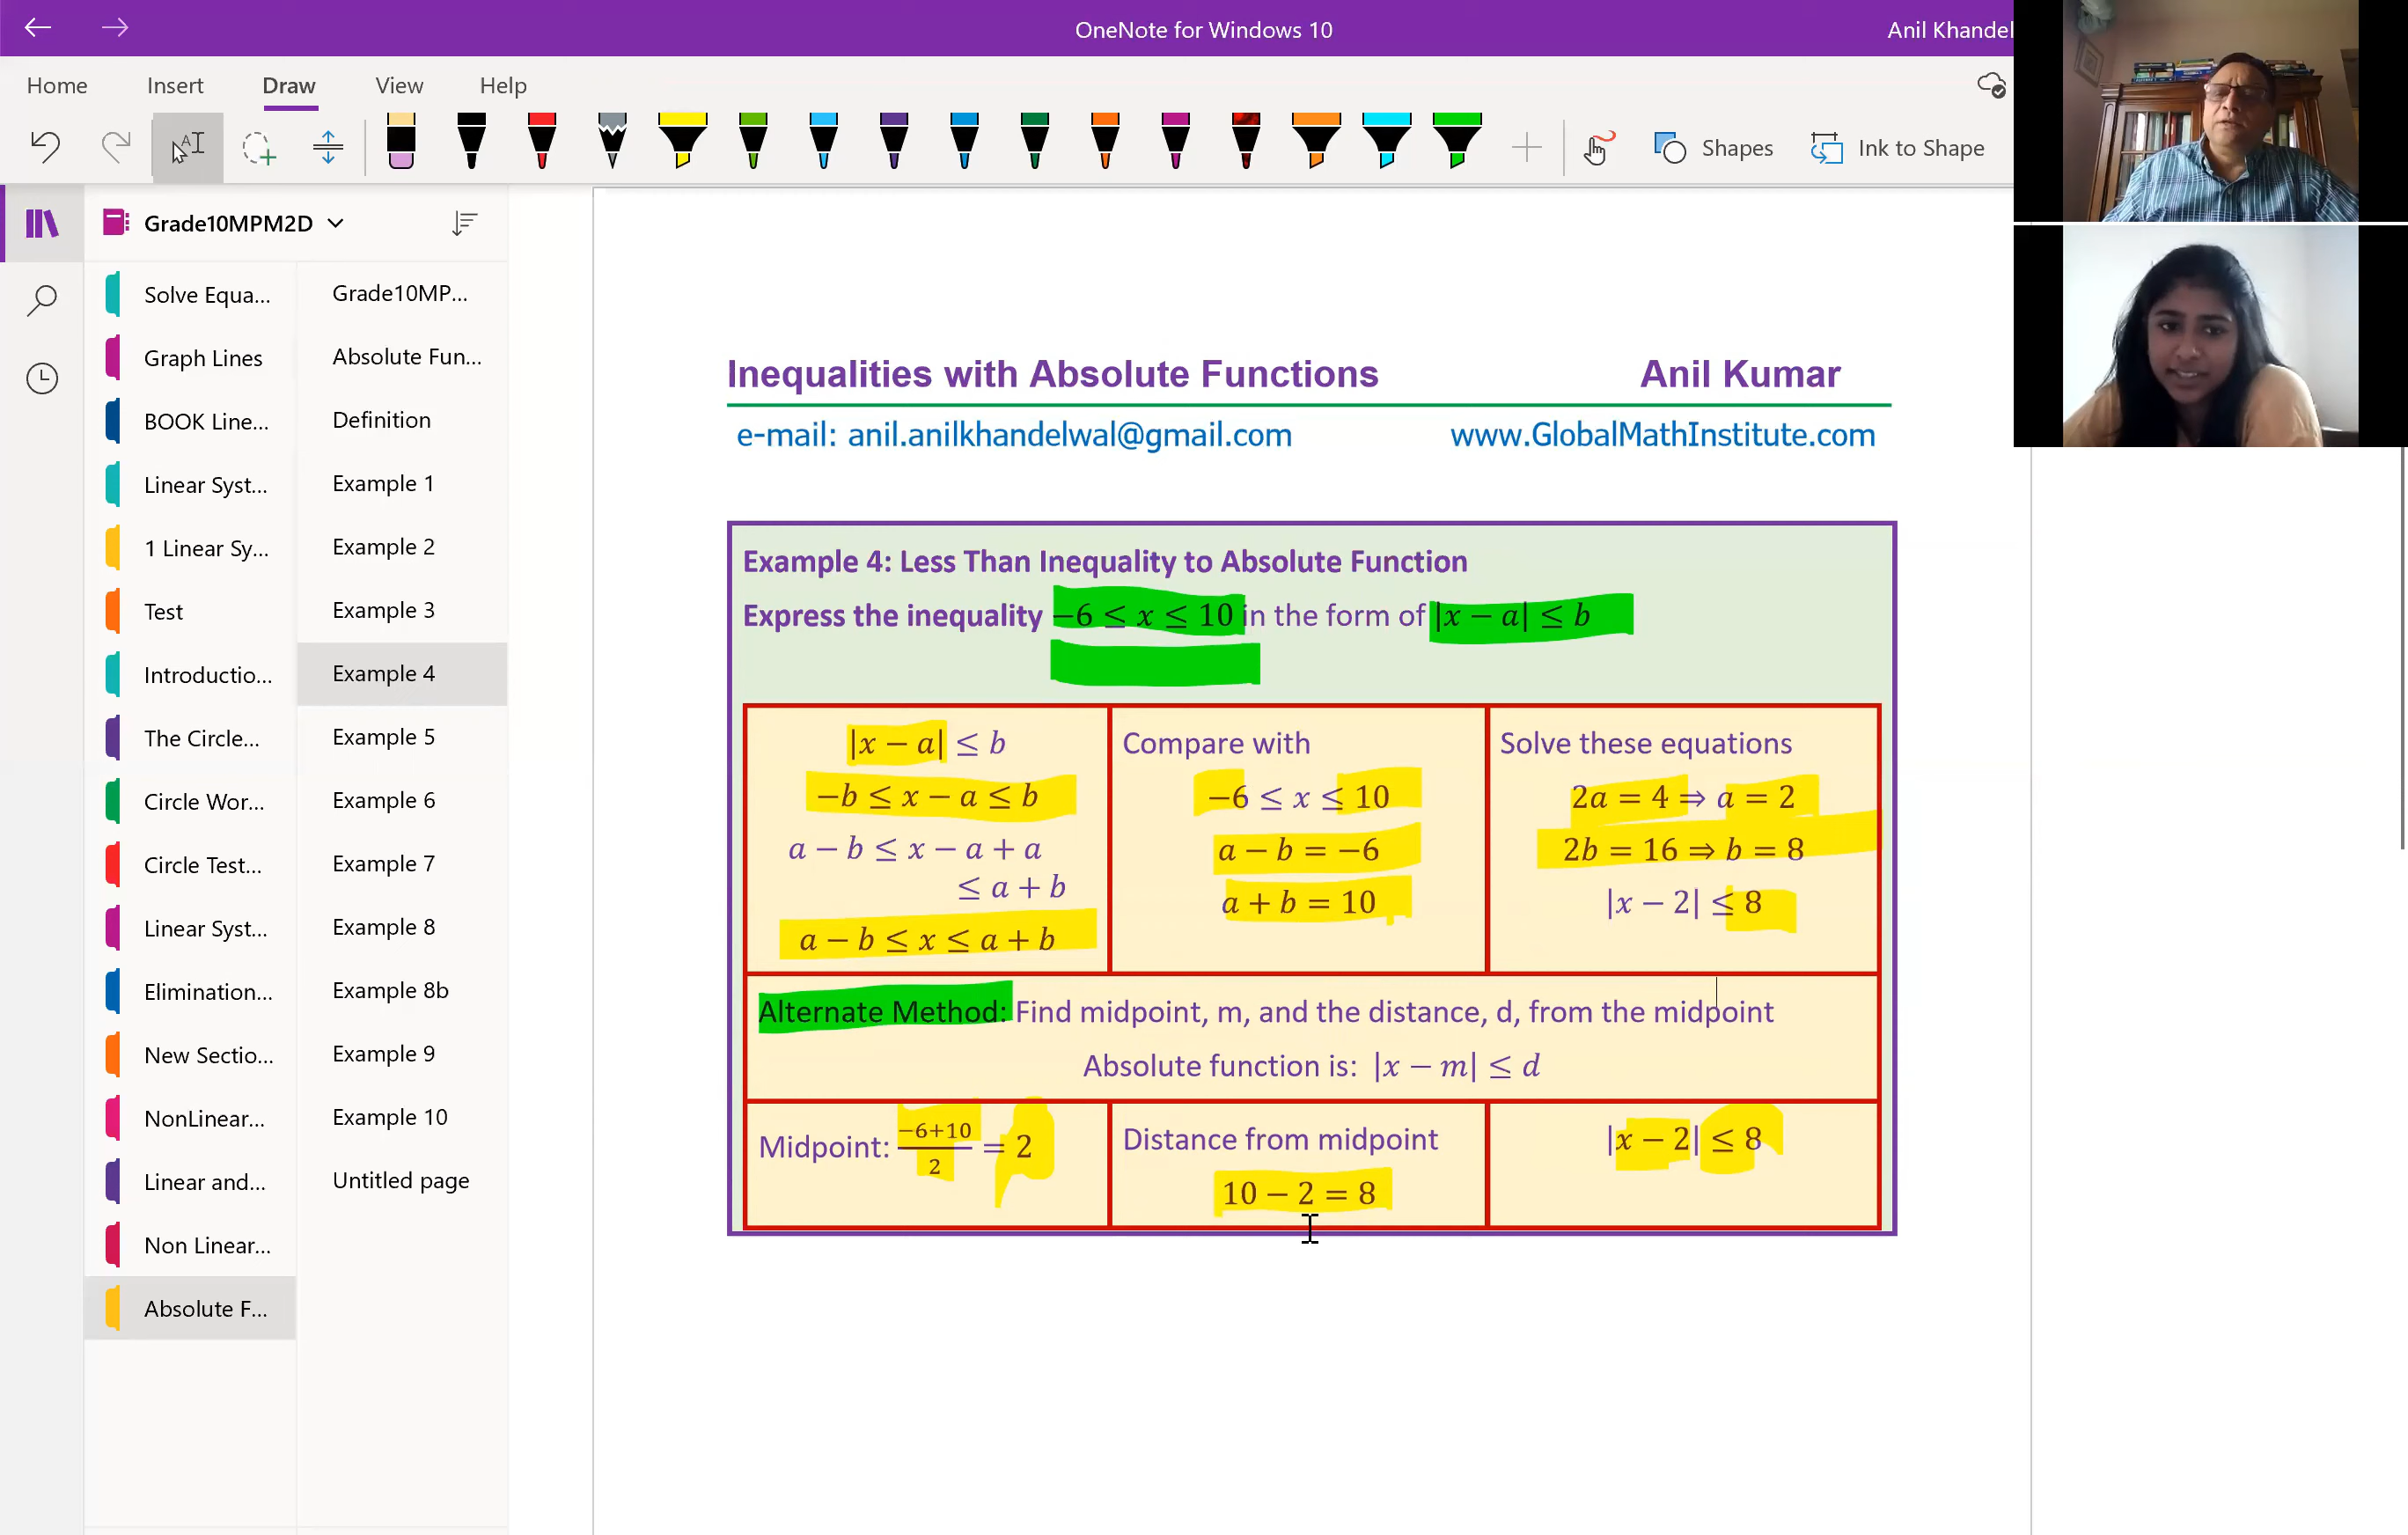 OneNote for Windows 10
Anil Khandel
Home Insert Draw View Help
Shapes Ink to Shape
Grade10MPM2D
Solve Equa...
Graph Lines
BOOK Line...
Linear Syst...
1 Linear Sy...
Test
Introductio...
The Circle...
Circle Wor...
Circle Test...
Linear Syst...
Elimination...
New Sectio...
NonLinear...
Linear and...
Non Linear...
Absolute F...
Grade10MP...
Absolute Fun...
Definition
Example 1
Example 2
Example 3
Example 4
Example 5
Example 6
Example 7
Example 8
Example 8b
Example 9
Example 10
Untitled page
Inequalities with Absolute Functions Anil Kumar
e-mail: anil.anilkhandelwal@gmail.com www.GlobalMathInstitute.com
Example 4: Less Than Inequality to Absolute Function
Express the inequality −6 ≤ x ≤ 10 in the form of |x − a| ≤ b
|x − a| ≤ b
−b ≤ x − a ≤ b
a − b ≤ x − a + a
≤ a + b
a − b ≤ x ≤ a + b
Compare with
−6 ≤ x ≤ 10
a − b = −6
a + b = 10
Solve these equations
2a = 4 ⇒ a = 2
2b = 16 ⇒ b = 8
|x − 2| ≤ 8
Alternate Method: Find midpoint, m, and the distance, d, from the midpoint
Absolute function is: |x − m| ≤ d
Midpoint: −6+10/2 = 2
Distance from midpoint
10 − 2 = 8
|x − 2| ≤ 8